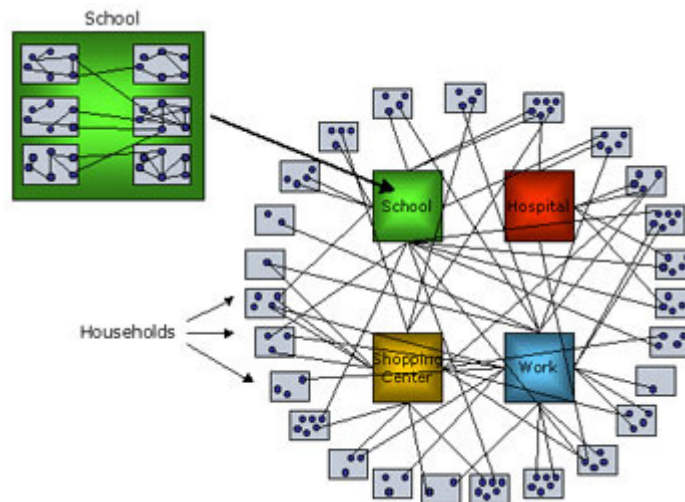 School
School
Hospital
Households
Shopping
Center
Work